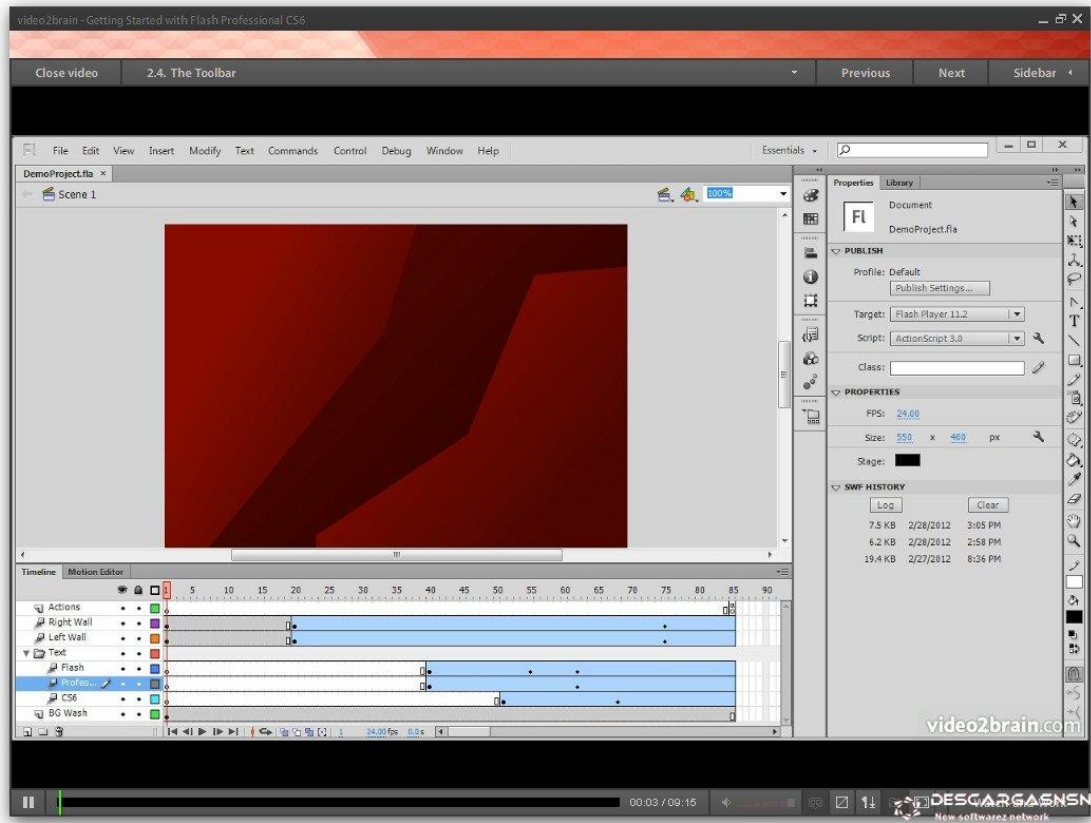 video2brain - Getting Started with Flash Professional CS6
Close video 2.4. The Toolbar Previous Next Sidebar
Fl File Edit View Insert Modify Text Commands Control Debug Window Help Essentials
DemoProject.fla
Scene 1 100%
Properties Library
Fl
Document
DemoProject.fla
PUBLISH
Profile: Default
Publish Settings...
Target: Flash Player 11.2
Script: ActionScript 3.0
Class:
PROPERTIES
FPS: 24.00
Size: 550 x 400 px
Stage:
SWF HISTORY
Log Clear
7.5 KB 2/28/2012 3:05 PM
6.2 KB 2/28/2012 2:58 PM
19.4 KB 2/27/2012 8:36 PM
T
Timeline Motion Editor
1 5 10 15 20 25 30 35 40 45 50 55 60 65 70 75 80 85 90
Actions
Right Wall
Left Wall
Text
Flash
Profes...
CS6
BG Wash
1 24.00 fps 0.0 s
video2brain.com
00:03 / 09:15
DESCARGASNSN
Now softwarez network